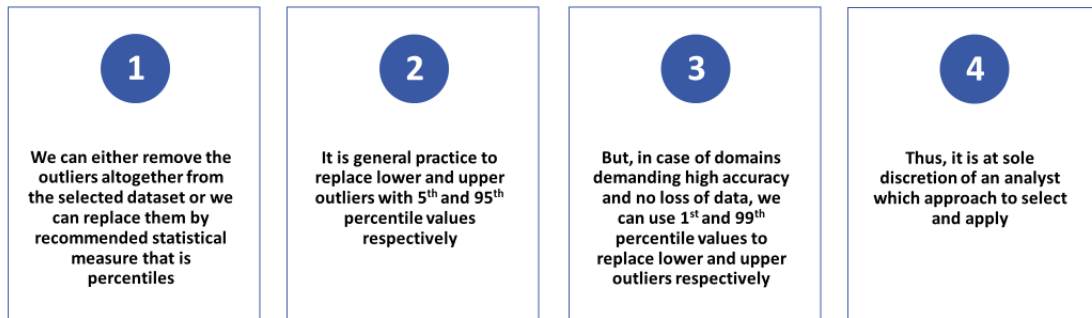 1
We can either remove the
outliers altogether from
the selected dataset or we
can replace them by
recommended statistical
measure that is
percentiles
2
It is general practice to
replace lower and upper
outliers with 5th and 95th
percentile values
respectively
3
But, in case of domains
demanding high accuracy
and no loss of data, we
can use 1st and 99th
percentile values to
replace lower and upper
outliers respectively
4
Thus, it is at sole
discretion of an analyst
which approach to select
and apply